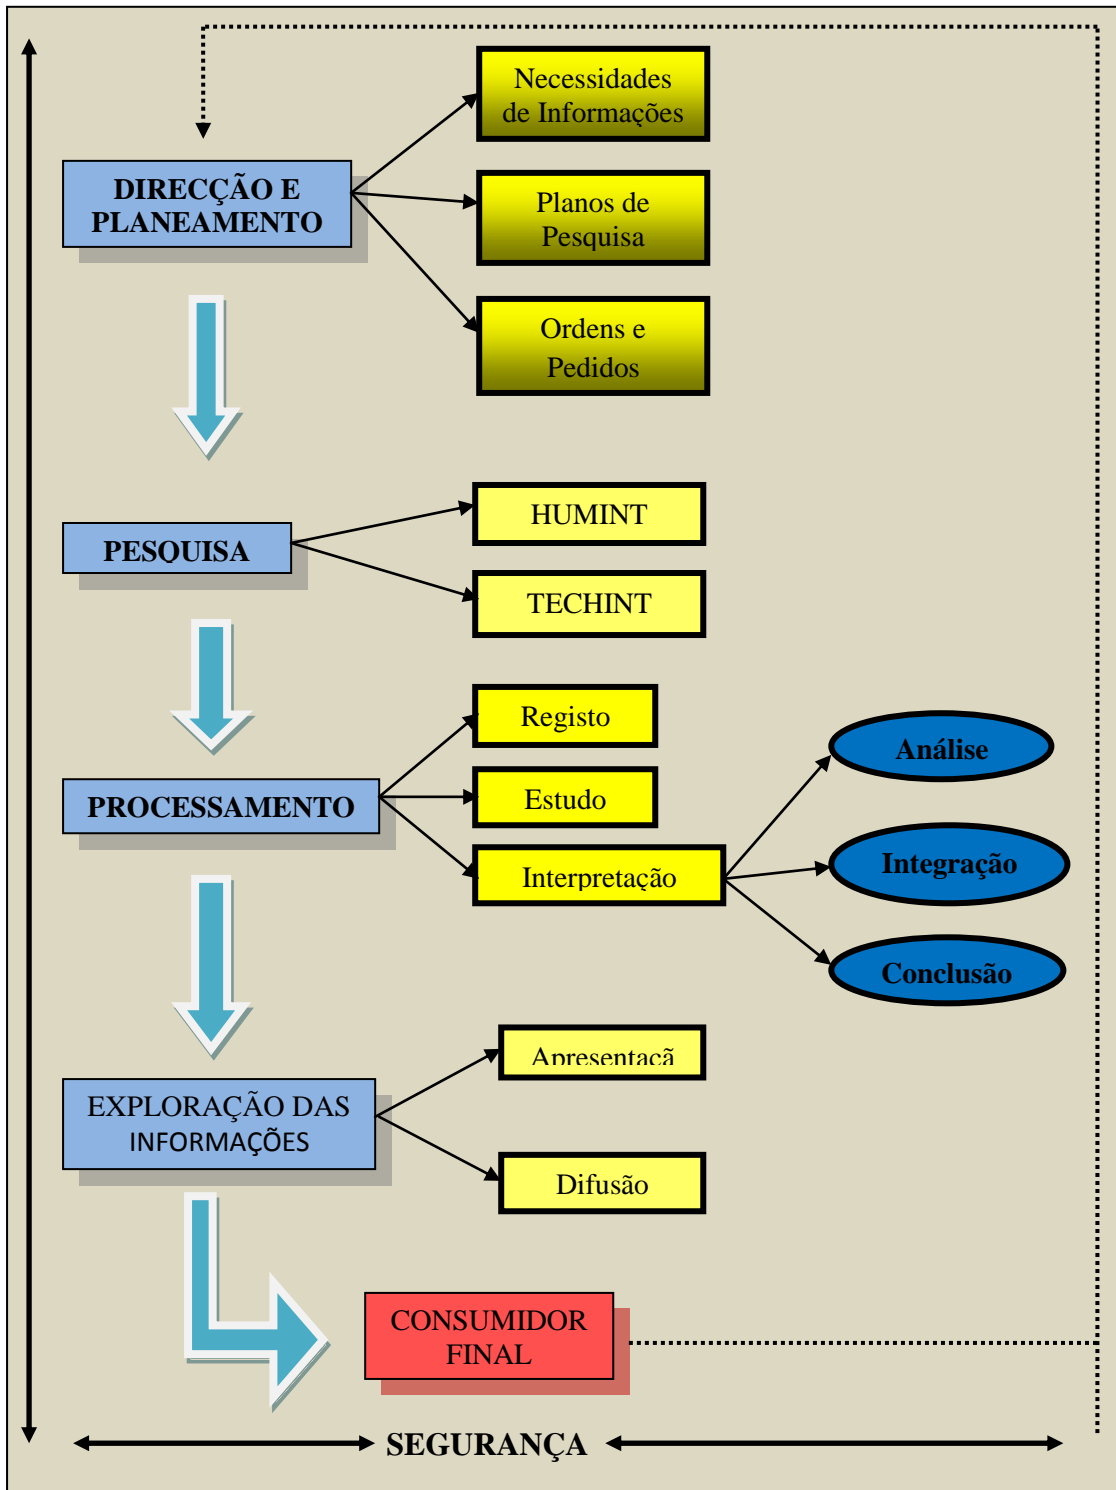 Necessidades
de Informações
DIRECÇÃO E
PLANEAMENTO
Planos de
Pesquisa
Ordens e
Pedidos
HUMINT
PESQUISA
TECHINT
Registo
Análise
PROCESSAMENTO
Estudo
Interpretação
Integração
Conclusão
Apresentaçã
EXPLORAÇÃO DAS
INFORMAÇÕES
Difusão
CONSUMIDOR
FINAL
SEGURANÇA